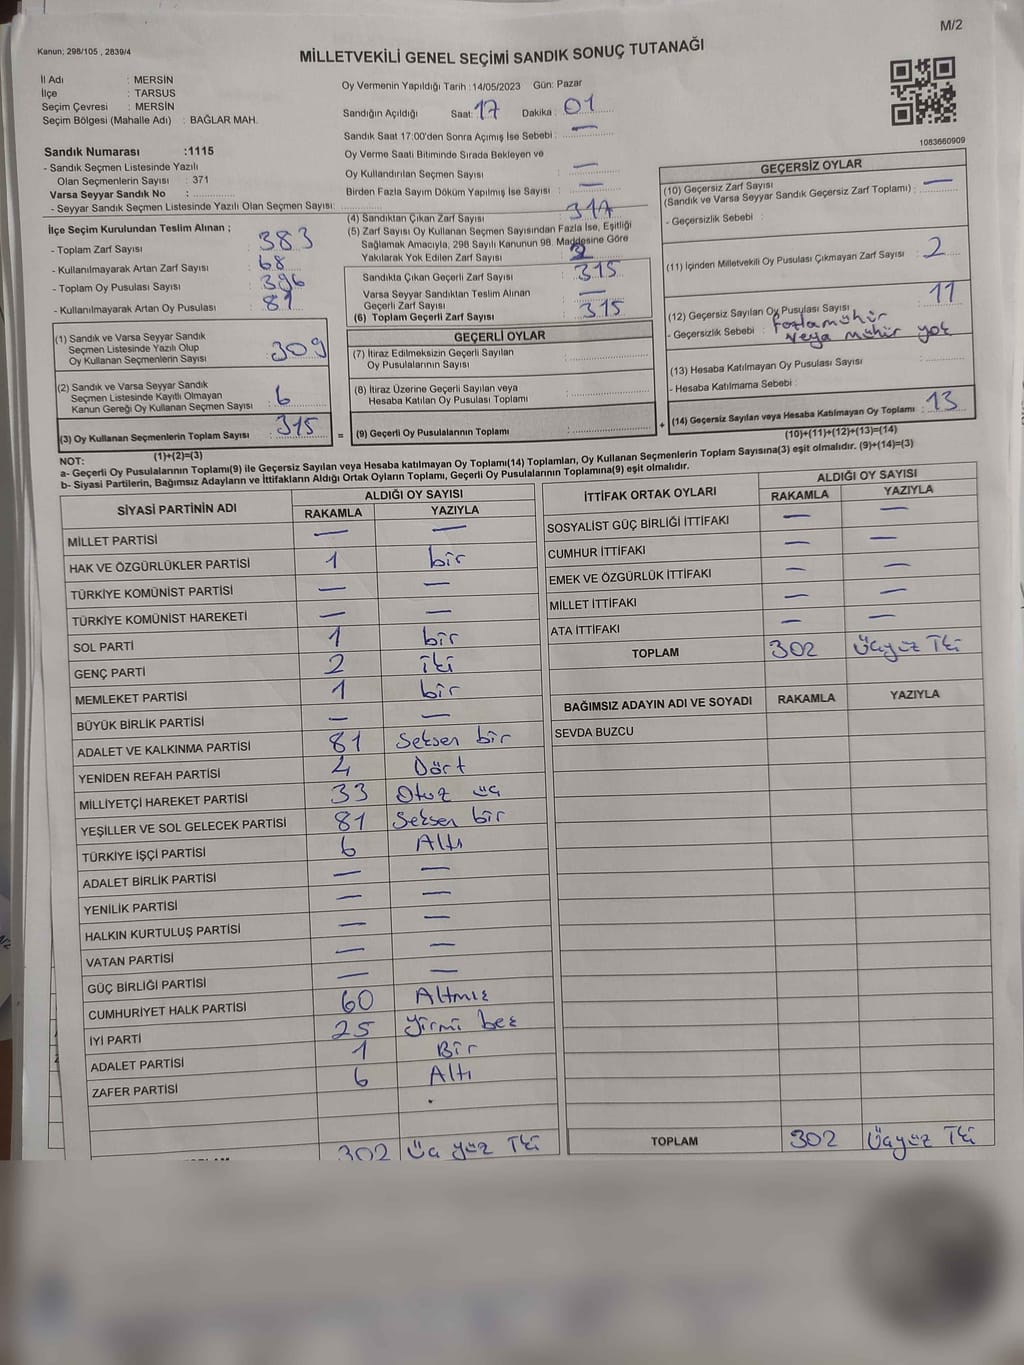 M/2
Kanun; 298/105 , 2839/4
MİLLETVEKİLİ GENEL SEÇİMİ SANDIK SONUÇ TUTANAĞI
İl Adı : MERSİN
İlçe : TARSUS
Seçim Çevresi : MERSİN
Seçim Bölgesi (Mahalle Adı) : BAĞLAR MAH.
Oy Vermenin Yapıldığı Tarih :14/05/2023 Gün: Pazar
Sandığın Açıldığı Saat: 17 Dakika : 01
Sandık Saat 17:00'den Sonra Açımış İse Sebebi : —
Oy Verme Saati Bitiminde Sırada Bekleyen ve
Oy Kullandırılan Seçmen Sayısı : —
Birden Fazla Sayım Döküm Yapılmış İse Sayısı : —
1083660909
Sandık Numarası :1115
- Sandık Seçmen Listesinde Yazılı
Olan Seçmenlerin Sayısı : 371
Varsa Seyyar Sandık No :
- Seyyar Sandık Seçmen Listesinde Yazılı Olan Seçmen Sayısı:
İlçe Seçim Kurulundan Teslim Alınan ;
- Toplam Zarf Sayısı : 383
- Kullanılmayarak Artan Zarf Sayısı : 68
- Toplam Oy Pusulası Sayısı : 396
- Kullanılmayarak Artan Oy Pusulası : 81
(1) Sandık ve Varsa Seyyar Sandık
Seçmen Listesinde Yazılı Olup
Oy Kullanan Seçmenlerin Sayısı : 309
(2) Sandık ve Varsa Seyyar Sandık
Seçmen Listesinde Kayıtlı Olmayan
Kanun Gereği Oy Kullanan Seçmen Sayısı : 6
(3) Oy Kullanan Seçmenlerin Toplam Sayısı : 315
(1)+(2)=(3)
(4) Sandıktan Çıkan Zarf Sayısı :
(5) Zarf Sayısı Oy Kullanan Seçmen Sayısından Fazla İse, Eşitliği
Sağlamak Amacıyla, 298 Sayılı Kanunun 98. Maddesine Göre
Yakılarak Yok Edilen Zarf Sayısı :
Sandıkta Çıkan Geçerli Zarf Sayısı : 315
Varsa Seyyar Sandıktan Teslim Alınan
Geçerli Zarf Sayısı : —
(6) Toplam Geçerli Zarf Sayısı : 315
GEÇERLİ OYLAR
(7) İtiraz Edilmeksizin Geçerli Sayılan
Oy Pusulalarının Sayısı :
(8) İtiraz Üzerine Geçerli Sayılan veya
Hesaba Katılan Oy Pusulası Toplamı :
= (9) Geçerli Oy Pusulalarının Toplamı : +
GEÇERSİZ OYLAR
(10) Geçersiz Zarf Sayısı
(Sandık ve Varsa Seyyar Sandık Geçersiz Zarf Toplamı) : —
- Geçersizlik Sebebi :
(11) İçinden Milletvekili Oy Pusulası Çıkmayan Zarf Sayısı : 2
(12) Geçersiz Sayılan Oy Pusulası Sayısı : 11
- Geçersizlik Sebebi : Fazla mühür
veya mühür yok
(13) Hesaba Katılmayan Oy Pusulası Sayısı :
- Hesaba Katılmama Sebebi :
(14) Geçersiz Sayılan veya Hesaba Katılmayan Oy Toplamı : 13
(10)+(11)+(12)+(13)=(14)
NOT:
a- Geçerli Oy Pusulalarının Toplamı(9) ile Geçersiz Sayılan veya Hesaba katılmayan Oy Toplamı(14) Toplamları, Oy Kullanan Seçmenlerin Toplam Sayısına(3) eşit olmalıdır. (9)+(14)=(3)
b- Siyasi Partilerin, Bağımsız Adayların ve İttifakların Aldığı Ortak Oyların Toplamı, Geçerli Oy Pusulalarının Toplamına(9) eşit olmalıdır.
SİYASİ PARTİNİN ADI ALDIĞI OY SAYISI
RAKAMLA YAZIYLA
MİLLET PARTİSİ — —
HAK VE ÖZGÜRLÜKLER PARTİSİ 1 bir
TÜRKİYE KOMÜNİST PARTİSİ — —
TÜRKİYE KOMÜNİST HAREKETİ — —
SOL PARTİ 1 bir
GENÇ PARTİ 2 iki
MEMLEKET PARTİSİ 1 bir
BÜYÜK BİRLİK PARTİSİ — —
ADALET VE KALKINMA PARTİSİ 81 Seksen bir
YENİDEN REFAH PARTİSİ 4 Dört
MİLLİYETÇİ HAREKET PARTİSİ 33 Otuz üç
YEŞİLLER VE SOL GELECEK PARTİSİ 81 Seksen bir
TÜRKİYE İŞÇİ PARTİSİ 6 Altı
ADALET BİRLİK PARTİSİ — —
YENİLİK PARTİSİ — —
HALKIN KURTULUŞ PARTİSİ — —
VATAN PARTİSİ — —
GÜÇ BİRLİĞİ PARTİSİ — —
CUMHURİYET HALK PARTİSİ 60 Altmış
İYİ PARTİ 25 Yirmi beş
ADALET PARTİSİ 1 Bir
ZAFER PARTİSİ 6 Altı
302 Üç yüz İki
İTTİFAK ORTAK OYLARI ALDIĞI OY SAYISI
RAKAMLA YAZIYLA
SOSYALİST GÜÇ BİRLİĞİ İTTİFAKI — —
CUMHUR İTTİFAKI — —
EMEK VE ÖZGÜRLÜK İTTİFAKI — —
MİLLET İTTİFAKI — —
ATA İTTİFAKI — —
TOPLAM 302 Üçyüz İki
BAĞIMSIZ ADAYIN ADI VE SOYADI RAKAMLA YAZIYLA
SEVDA BUZCU
TOPLAM 302 Üçyüz İki